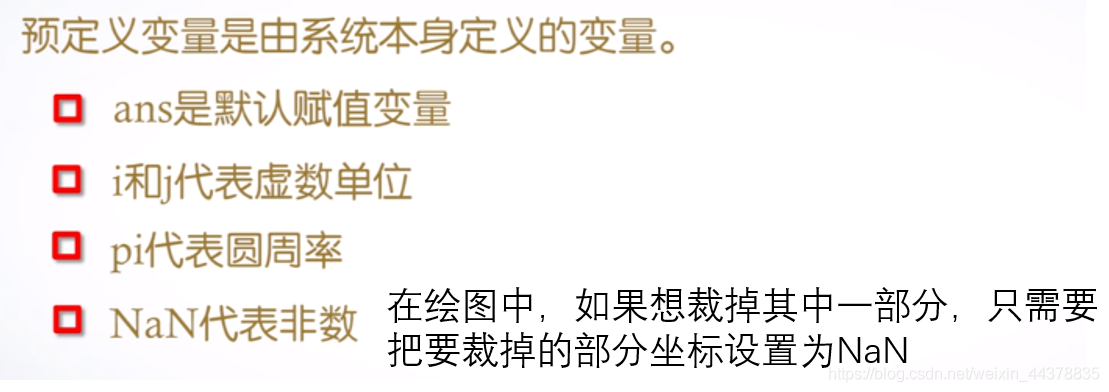 预定义变量是由系统本身定义的变量。
ans是默认赋值变量
i和j代表虚数单位
pi代表圆周率
NaN代表非数
在绘图中，如果想裁掉其中一部分，只需要
把要裁掉的部分坐标设置为NaN
https://blog.csdn.net/weixin_44378835